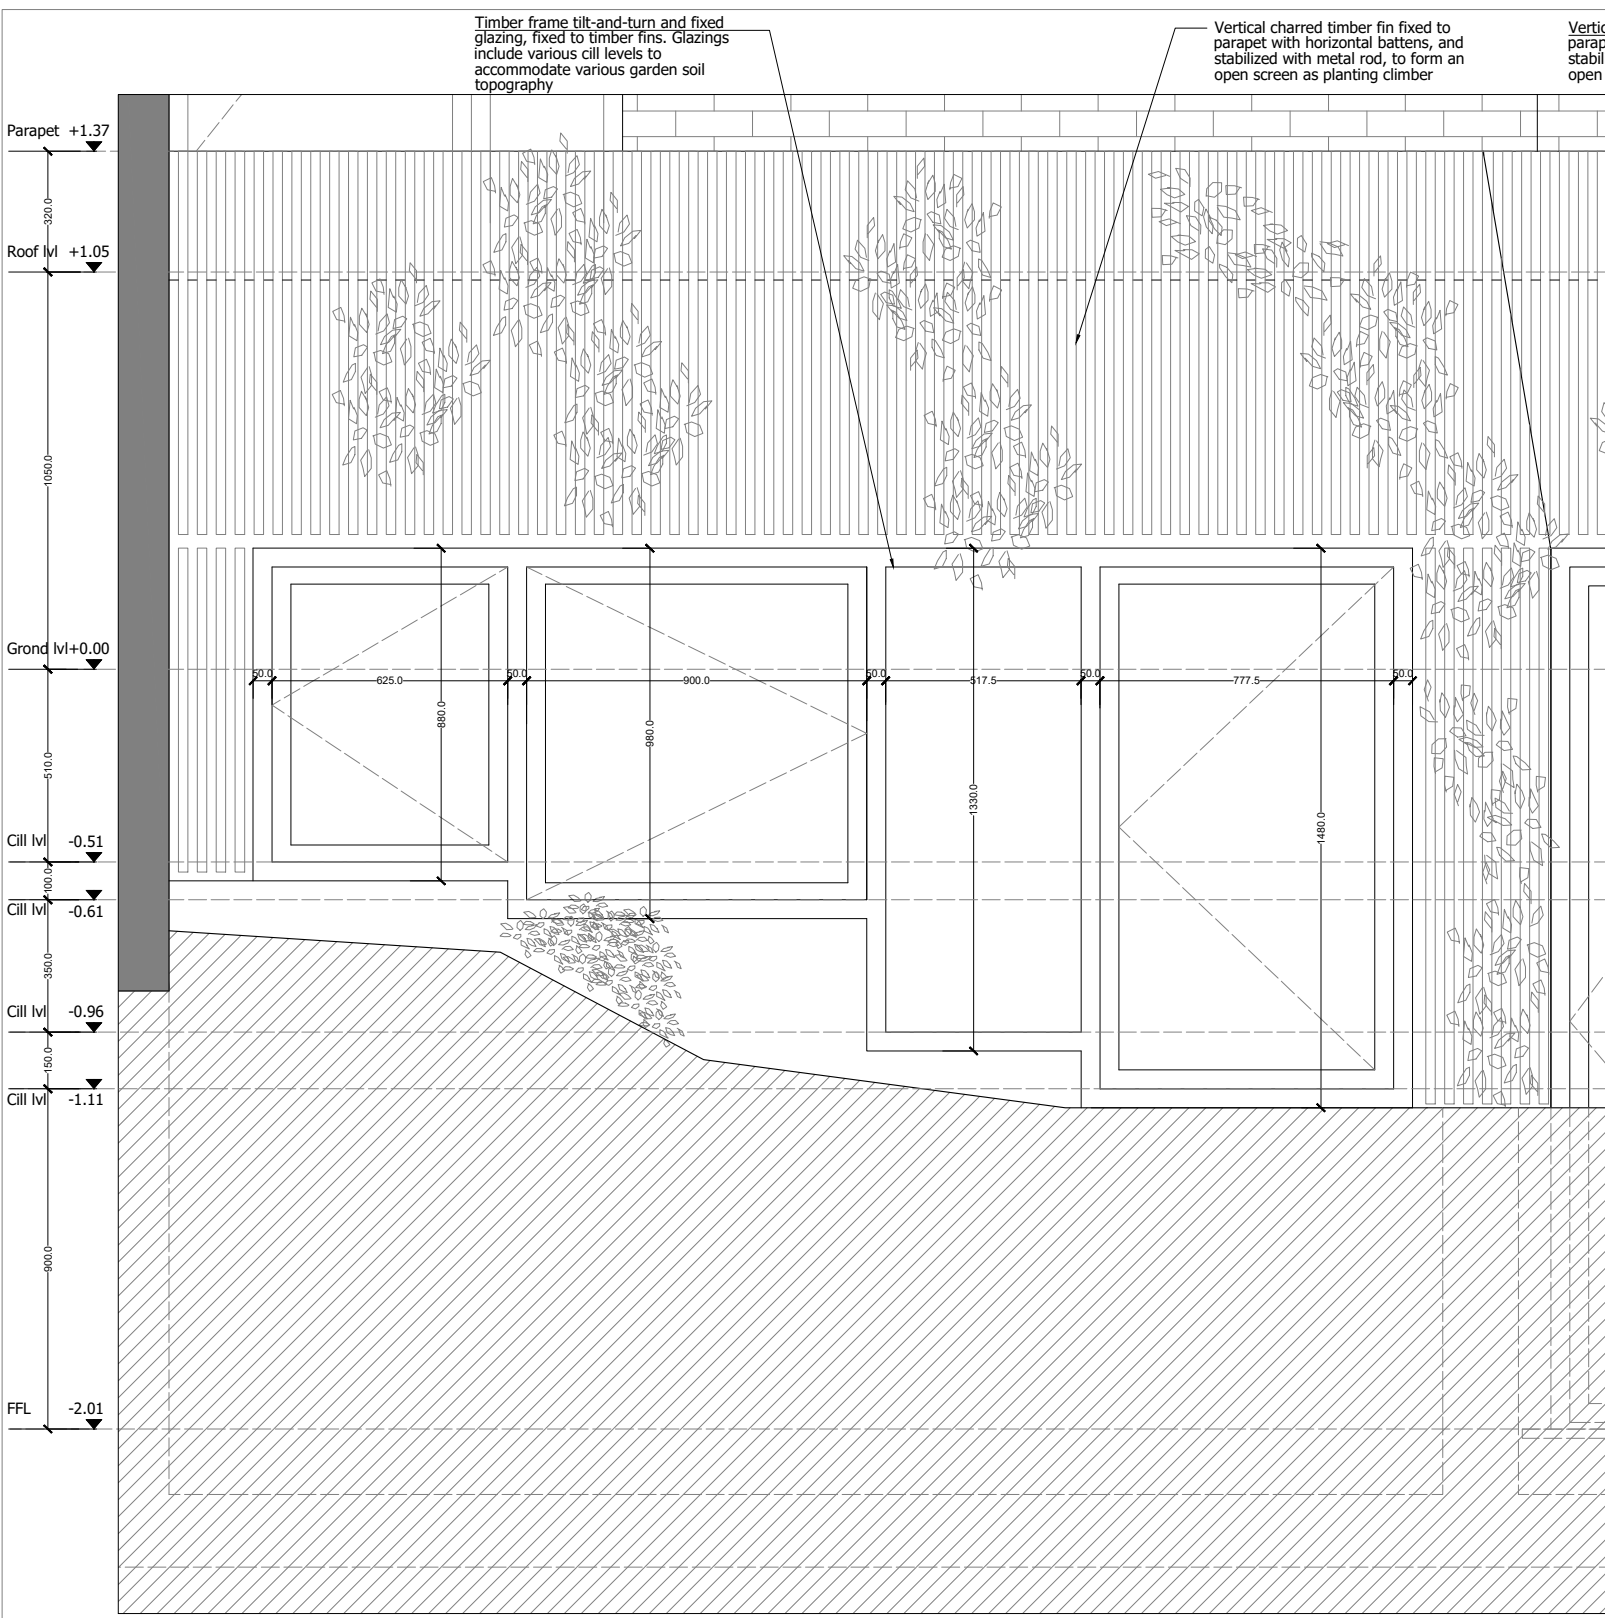 Timber frame tilt-and-turn and fixed
glazing, fixed to timber fins. Glazings
include various cill levels to
accommodate various garden soil
topography
Vertical charred timber fin fixed to
parapet with horizontal battens, and
stabilized with metal rod, to form an
open screen as planting climber
open
Parapet +1.37
320.0
Roof lvl +1.05
1050.0
Grond lvl+0.00
50.0
625.0
50.0
900.0
50.0
517.5
50.0
777.5
50.0
880.0
980.0
1330.0
1480.0
510.0
Cill lvl -0.51
100.0
Cill lvl -0.61
350.0
Cill lvl -0.96
150.0
Cill lvl -1.11
900.0
FFL -2.01